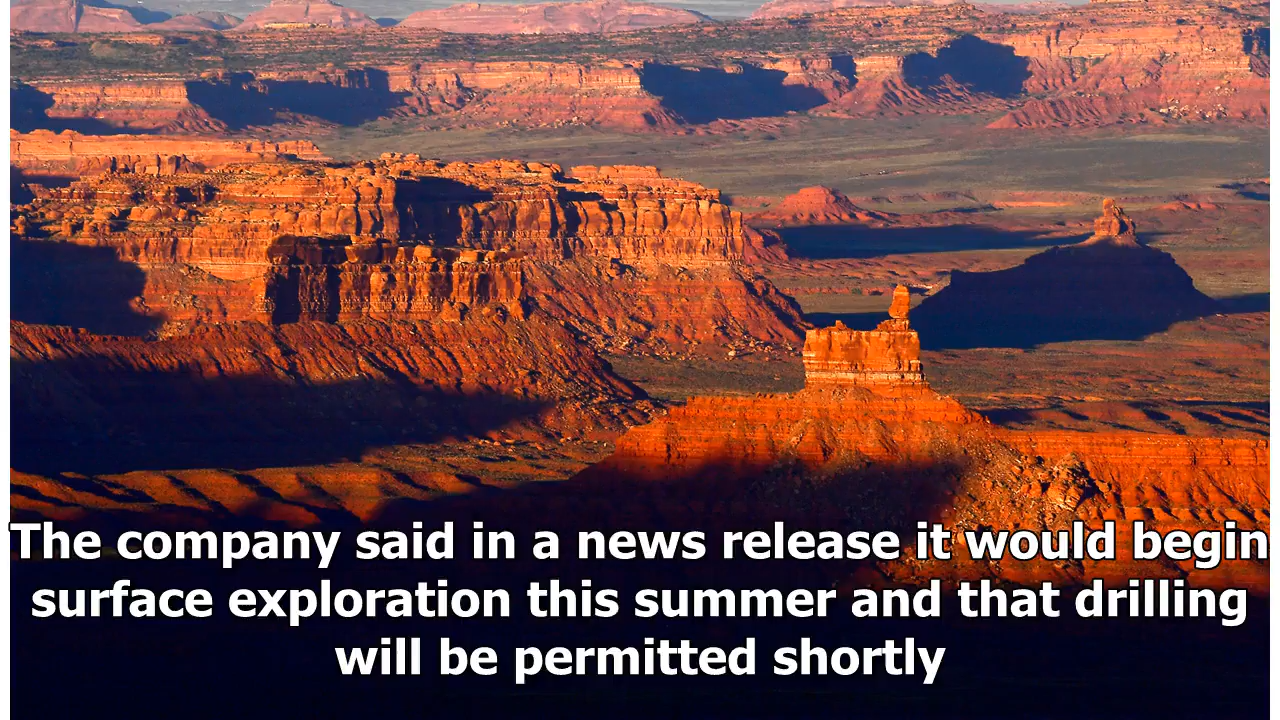 The company said in a news release it would begin
surface exploration this summer and that drilling
will be permitted shortly